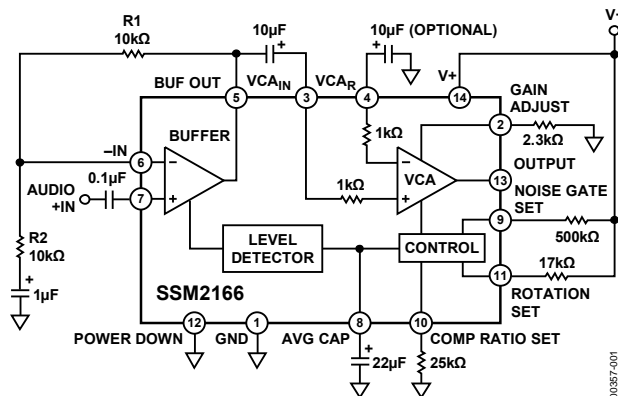 R1
10kΩ
10µF
+
10µF (OPTIONAL)
+
V+
BUF OUT
VCAIN
VCAR
V+
5
3
4
14
GAIN
ADJUST
2
2.3kΩ
BUFFER
1kΩ
–IN
6
–
–
VCA
OUTPUT
13
0.1µF
AUDIO
+IN
7
+
1kΩ
+
NOISE GATE
SET
9
500kΩ
R2
10kΩ
LEVEL
DETECTOR
CONTROL
17kΩ
11
ROTATION
SET
+
1µF
SSM2166
12
1
8
10
POWER DOWN
GND
AVG CAP
COMP RATIO SET
+
22µF
25kΩ
00357-001